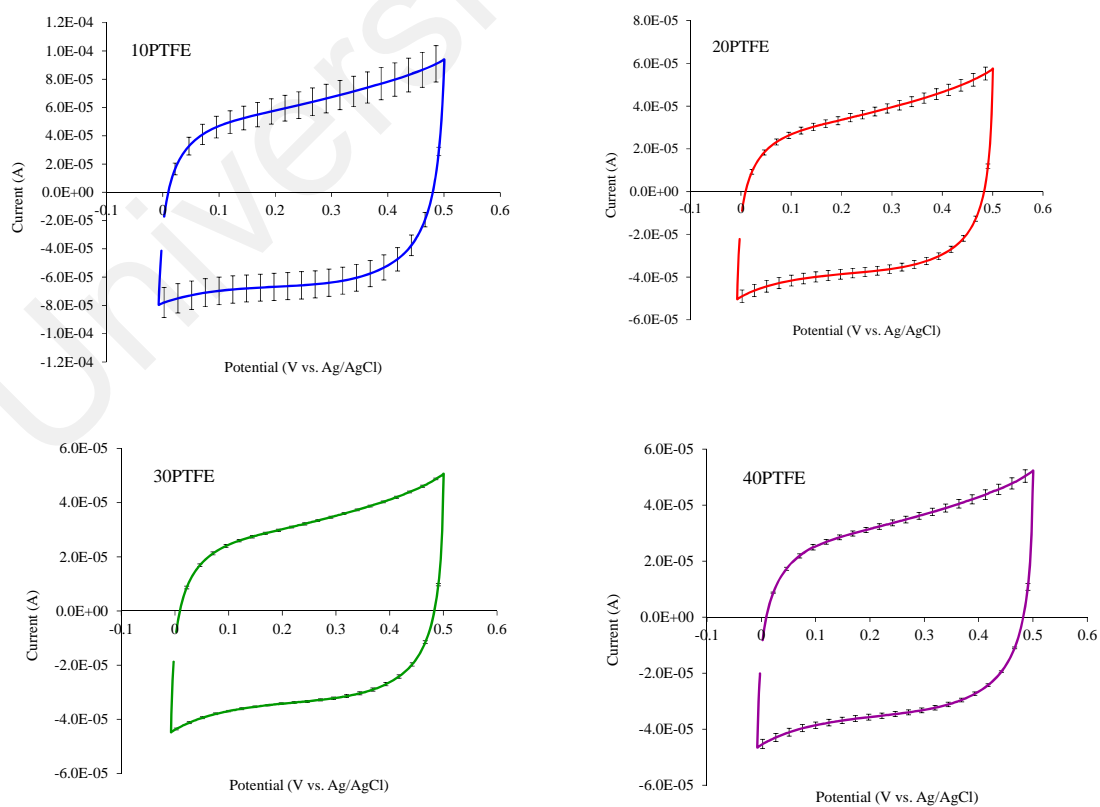 10PTFE
1.2E-04
1.0E-04
8.0E-05
6.0E-05
4.0E-05
2.0E-05
0.0E+00
-2.0E-05
-4.0E-05
-6.0E-05
-8.0E-05
-1.0E-04
-1.2E-04
-0.1 0 0.1 0.2 0.3 0.4 0.5 0.6
Current (A)
Potential (V vs. Ag/AgCl)
20PTFE
8.0E-05
6.0E-05
4.0E-05
2.0E-05
0.0E+00
-2.0E-05
-4.0E-05
-6.0E-05
-0.1 0 0.1 0.2 0.3 0.4 0.5 0.6
Current (A)
Potential (V vs. Ag/AgCl)
30PTFE
6.0E-05
4.0E-05
2.0E-05
0.0E+00
-2.0E-05
-4.0E-05
-6.0E-05
-0.1 0 0.1 0.2 0.3 0.4 0.5 0.6
Current (A)
Potential (V vs. Ag/AgCl)
40PTFE
6.0E-05
4.0E-05
2.0E-05
0.0E+00
-2.0E-05
-4.0E-05
-6.0E-05
-0.1 0 0.1 0.2 0.3 0.4 0.5 0.6
Current (A)
Potential (V vs. Ag/AgCl)